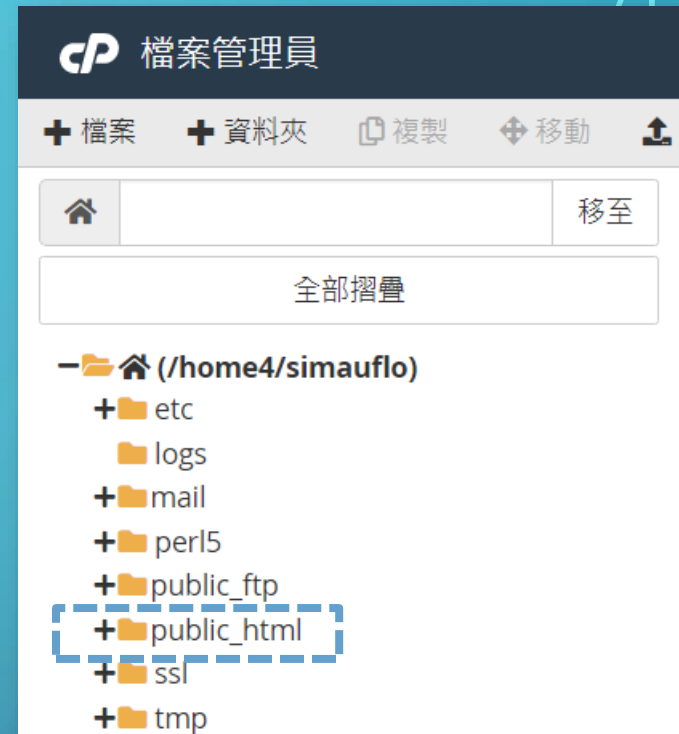 cP 檔案管理員
檔案 資料夾 複製 移動
移至
全部摺疊
(/home4/simauflo)
etc
logs
mail
perl5
public_ftp
public_html
ssl
tmp